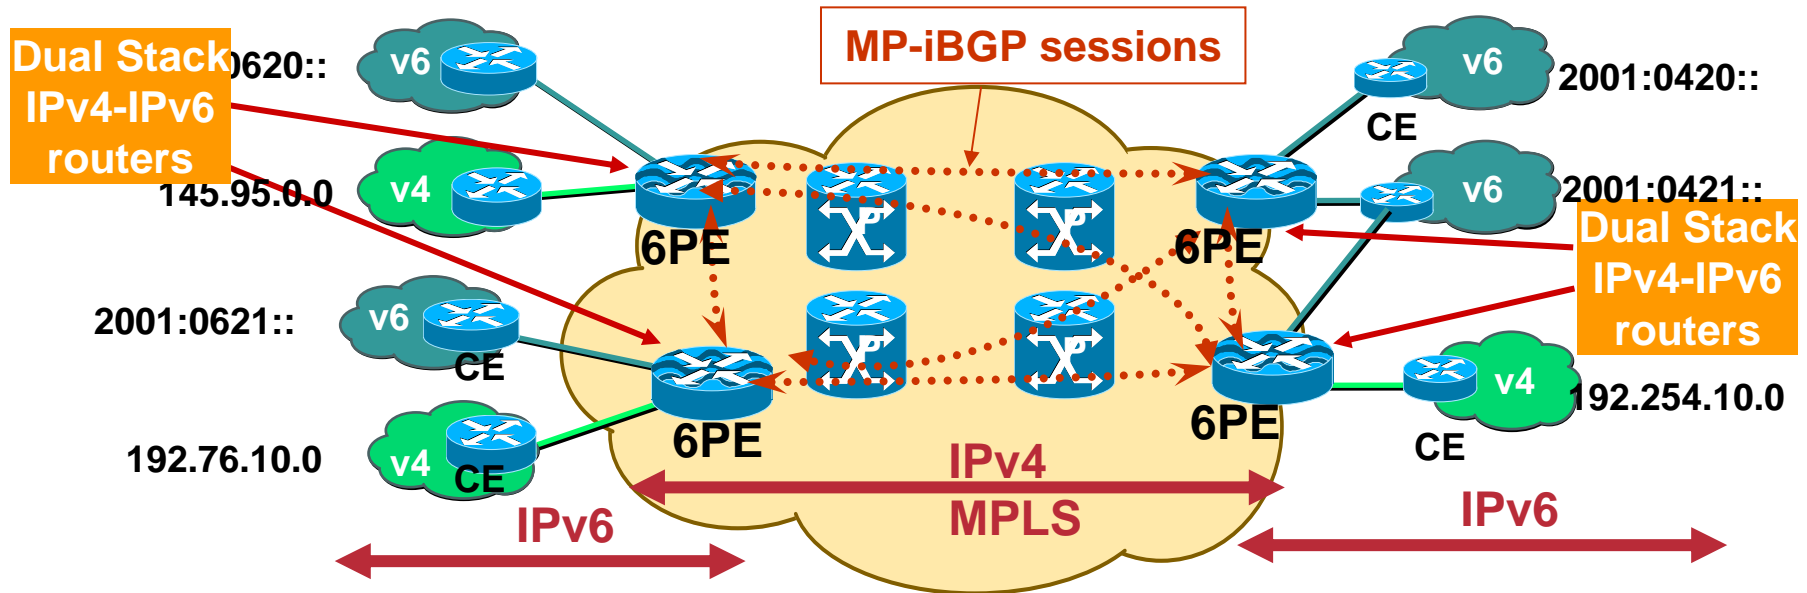 Dual Stack
IPv4-IPv6
routers
0620::
v6
145.95.0.0
v4
2001:0621::
v6
CE
192.76.10.0
v4
CE
MP-iBGP sessions
6PE
6PE
P
P
P
P
6PE
6PE
IPv4
MPLS
IPv6
IPv6
v6
2001:0420::
CE
v6
2001:0421::
Dual Stack
IPv4-IPv6
routers
v4
192.254.10.0
CE